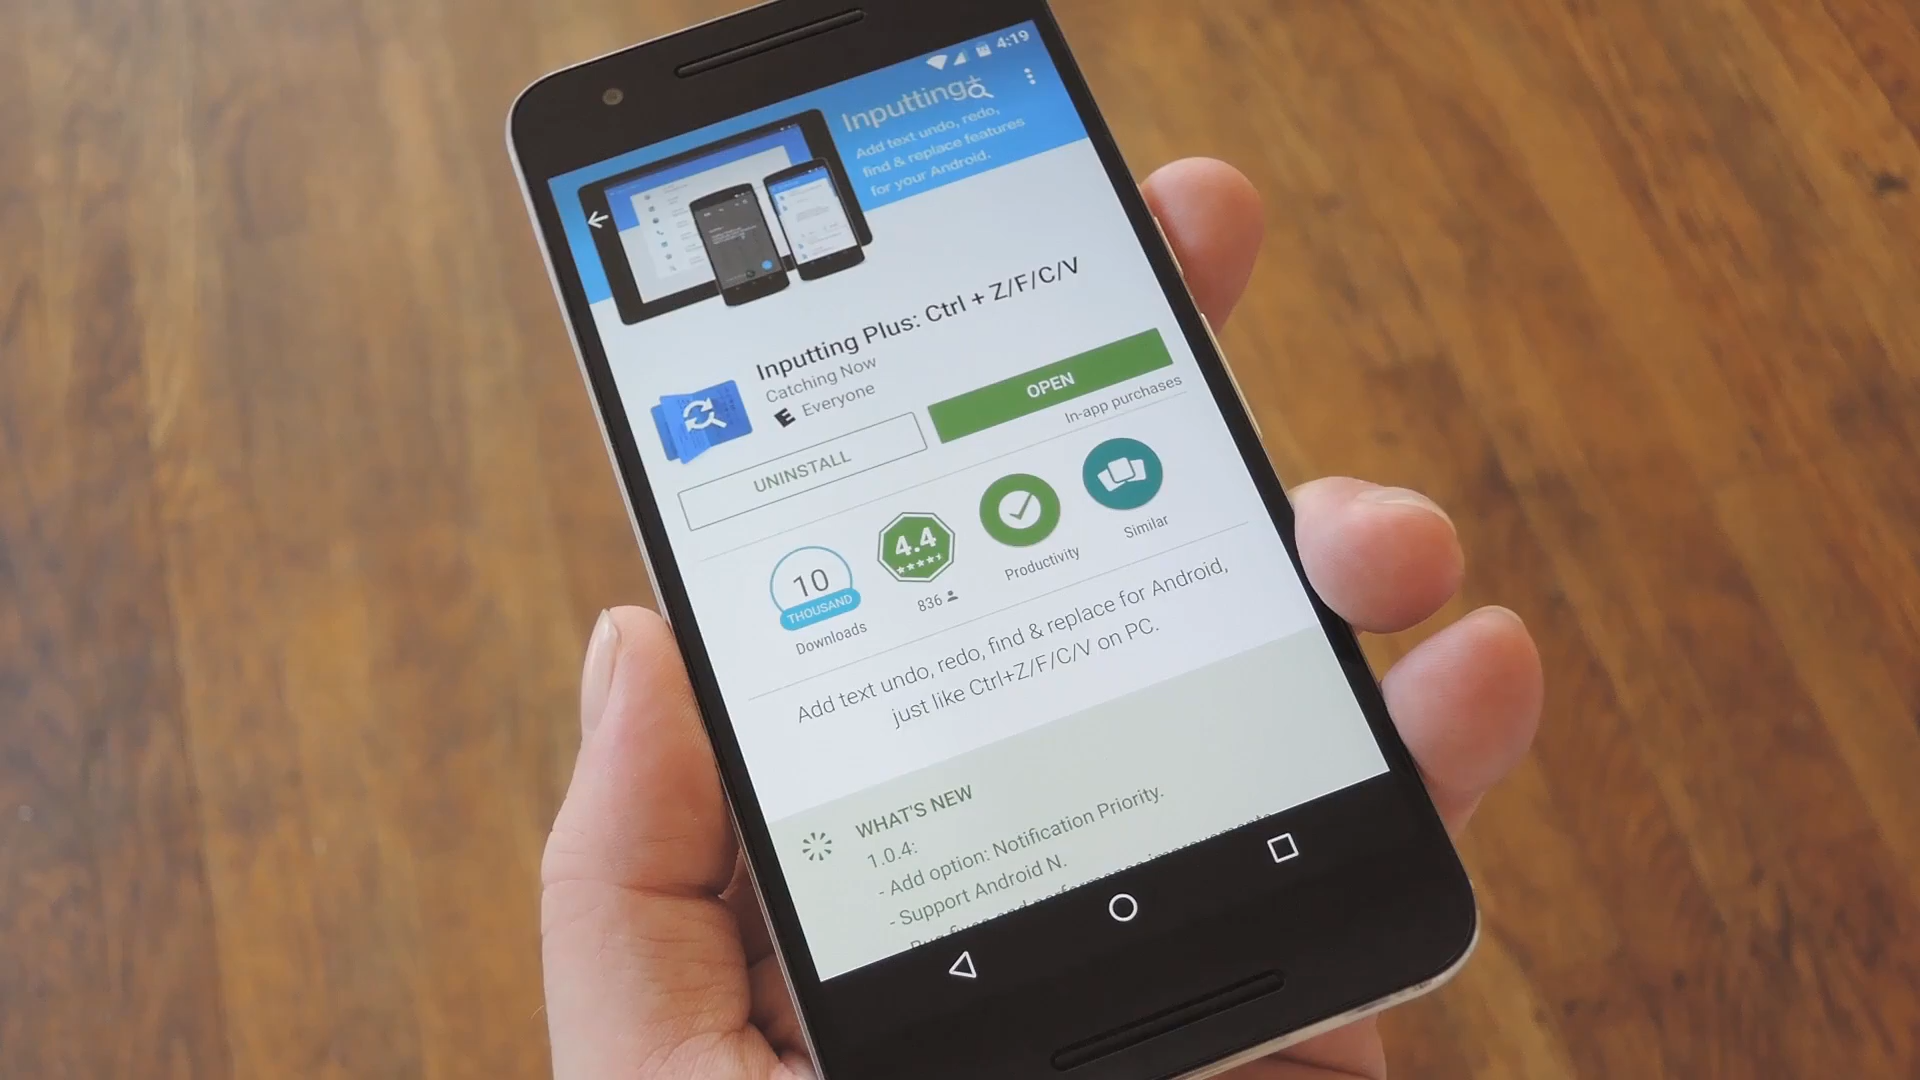 4:19
Inputting+
Add text undo, redo,
find & replace features
for your Android.
Inputting Plus: Ctrl + Z/F/C/V
Catching Now
E Everyone
UNINSTALL
OPEN
In-app purchases
10
THOUSAND
Downloads
4.4
836
Productivity
Similar
Add text undo, redo, find & replace for Android,
just like Ctrl+Z/F/C/V on PC.
WHAT'S NEW
1.0.4:
- Add option: Notification Priority.
- Support Android N.